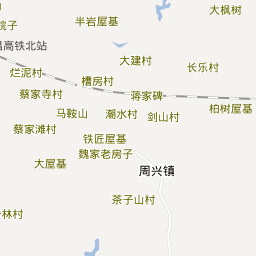 大枫树
半岩屋基
院子
昌高铁北站
大建村
长乐村
烂泥村
槽房村
蔡家寺村
蒋家碑
柏树屋基
马鞍山
潮水村
剑山村
蔡家滩村
铁匠屋基
魏家老房子
大屋基
周兴镇
茶子山村
林村